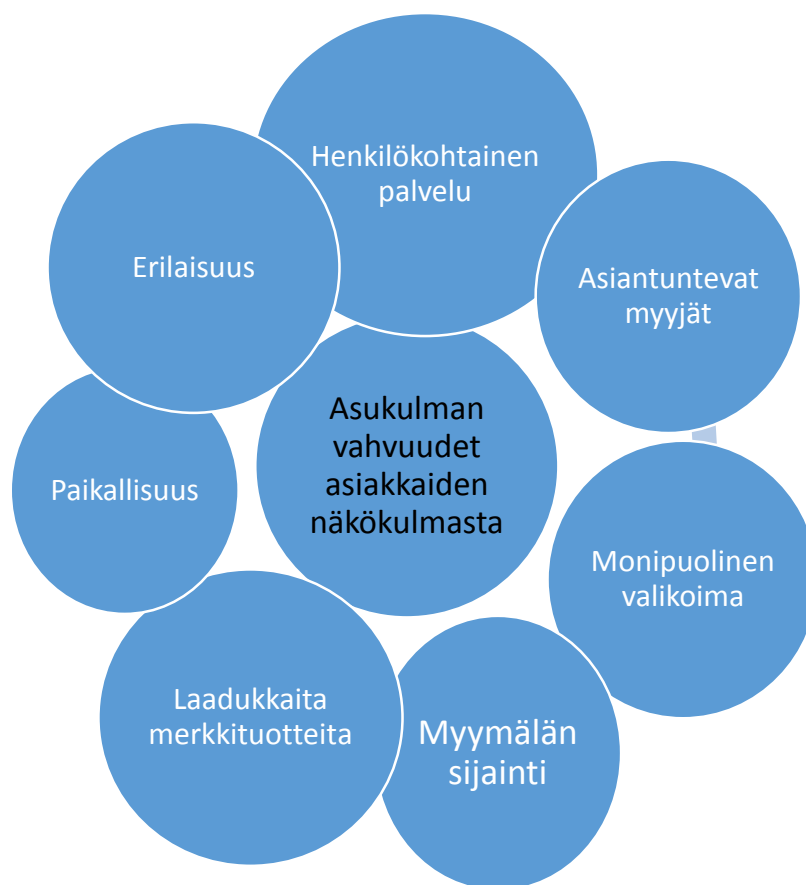 Henkilökohtainen
palvelu
Asiantuntevat
myyjät
Monipuolinen
valikoima
Myymälän
sijainti
Laadukkaita
merkkituotteita
Paikallisuus
Erilaisuus
Asukulman
vahvuudet
asiakkaiden
näkökulmasta